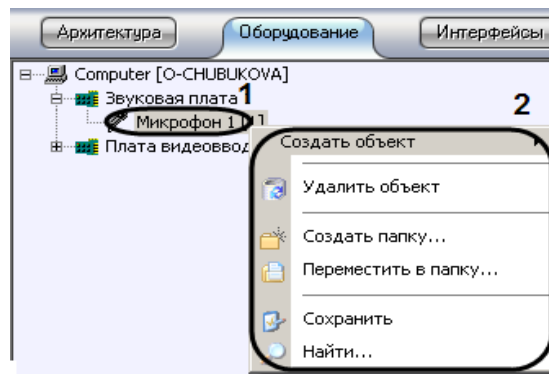 Архитектура Оборудование Интерфейсы
Computer [O-CHUBUKOVA]
Звуковая плата 1
Микрофон 1 2
Создать объект
Плата
Удалить объект
Создать папку...
Переместить в папку...
Сохранить
Найти...